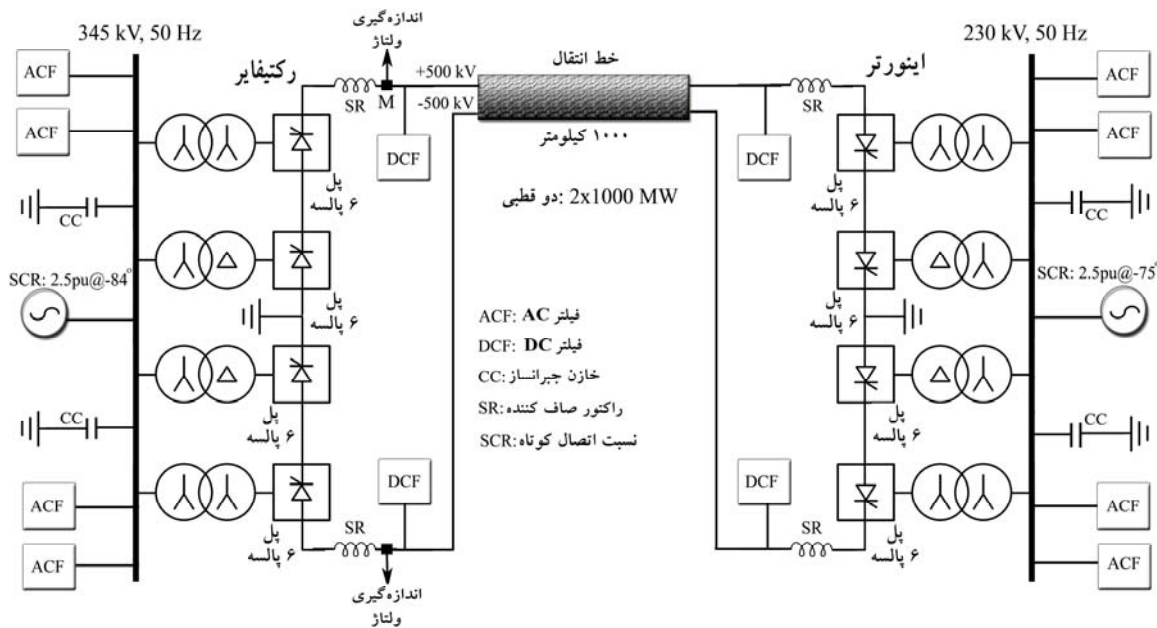 345 kV, 50 Hz
اندازه‌گیری
ولتاژ
230 kV, 50 Hz
ACF
ACF
رکتیفایر
SR
M
+500 kV
-500 kV
خط انتقال
۱۰۰۰ کیلومتر
اینورتر
SR
ACF
ACF
DCF
DCF
پل
۶ پالسه
پل
۶ پالسه
CC
CC
دو قطبی: 2x1000 MW
SCR: 2.5pu@-84°
SCR: 2.5pu@-75°
پل
۶ پالسه
پل
۶ پالسه
ACF: فیلتر AC
DCF: فیلتر DC
CC: خازن جبرانساز
SR: راکتور صاف کننده
SCR: نسبت اتصال کوتاه
پل
۶ پالسه
پل
۶ پالسه
CC
CC
ACF
ACF
DCF
DCF
ACF
ACF
SR
SR
پل
۶ پالسه
پل
۶ پالسه
اندازه‌گیری
ولتاژ